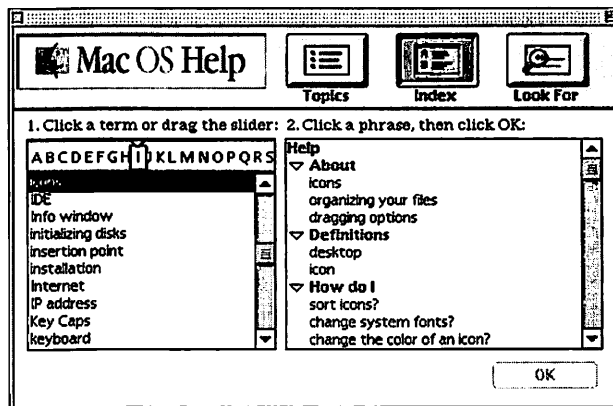 Mac OS Help
Topics
Index
Look For
1. Click a term or drag the slider:
ABCDEFGHIJKLMNOPQRS
icons
IDE
Info window
initializing disks
insertion point
installation
Internet
IP address
Key Caps
keyboard
2. Click a phrase, then click OK:
Help
About
icons
organizing your files
dragging options
Definitions
desktop
icon
How do I
sort icons?
change system fonts?
change the color of an icon?
OK